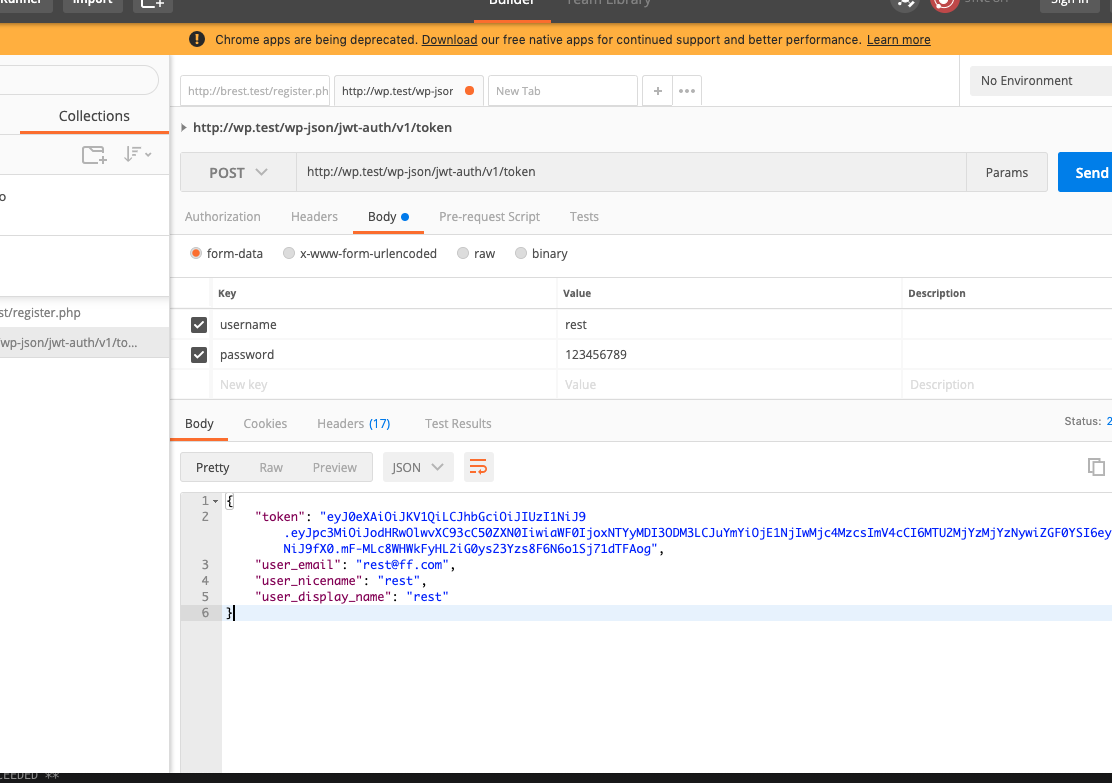 Runner
Import
Builder
Team Library
Sign In
Chrome apps are being deprecated. Download our free native apps for continued support and better performance. Learn more
http://brest.test/register.ph
http://wp.test/wp-jsor
New Tab
+
•••
No Environment
Collections
http://wp.test/wp-json/jwt-auth/v1/token
POST
http://wp.test/wp-json/jwt-auth/v1/token
Params
Send
o
Authorization
Headers
Body
Pre-request Script
Tests
form-data
x-www-form-urlencoded
raw
binary
Key
Value
Description
st/register.php
username
rest
wp-json/jwt-auth/v1/to...
password
123456789
New key
Value
Description
Body
Cookies
Headers (17)
Test Results
Status: 2
Pretty
Raw
Preview
JSON
1 {
2 "token": "eyJ0eXAiOiJKV1QiLCJhbGciOiJIUzI1NiJ9
.eyJpc3MiOiJodHRwOlwvXC93cC50ZXN0IiwiaWF0IjoxNTYyMDI3ODM3LCJuYmYiOjE1NjIwMjc4MzcsImV4cCI6MTU2MjYzMjYzNywiZGF0YSI6ey
NiJ9fX0.mF-MLc8WHWkFyHLZiG0ys23Yzs8F6N6o1Sj71dTFAog",
3 "user_email": "rest@ff.com",
4 "user_nicename": "rest",
5 "user_display_name": "rest"
6 }
CEEDED **